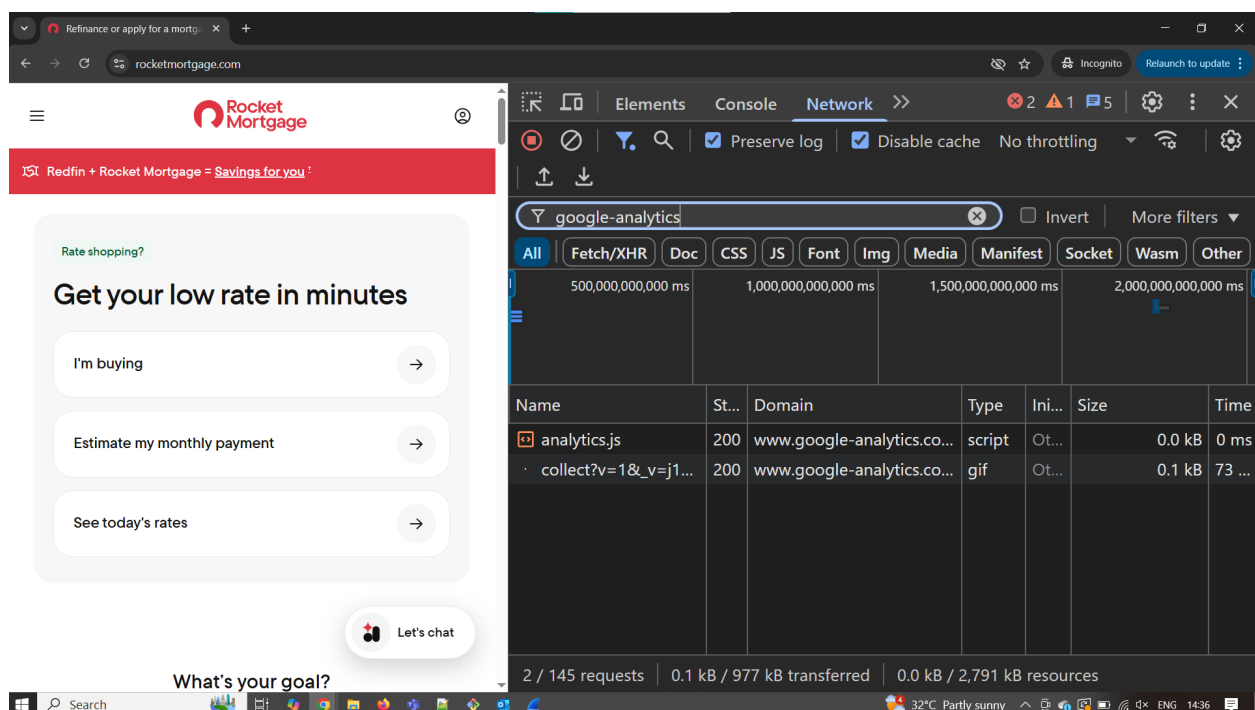 Refinance or apply for a mortga
rocketmortgage.com
Incognito
Relaunch to update
Rocket Mortgage
Redfin + Rocket Mortgage = Savings for you
Rate shopping?
Get your low rate in minutes
I'm buying
Estimate my monthly payment
See today's rates
Let's chat
What's your goal?
Elements Console Network
2 1 5
Preserve log Disable cache No throttling
google-analytics Invert More filters
All Fetch/XHR Doc CSS JS Font Img Media Manifest Socket Wasm Other
500,000,000,000 ms 1,000,000,000,000 ms 1,500,000,000,000 ms 2,000,000,000,000 ms
Name St... Domain Type Ini... Size Time
analytics.js 200 www.google-analytics.co... script Ot... 0.0 kB 0 ms
collect?v=1&_v=j1... 200 www.google-analytics.co... gif Ot... 0.1 kB 73 ...
2 / 145 requests 0.1 kB / 977 kB transferred 0.0 kB / 2,791 kB resources
Search
32°C Partly sunny ENG 14:36